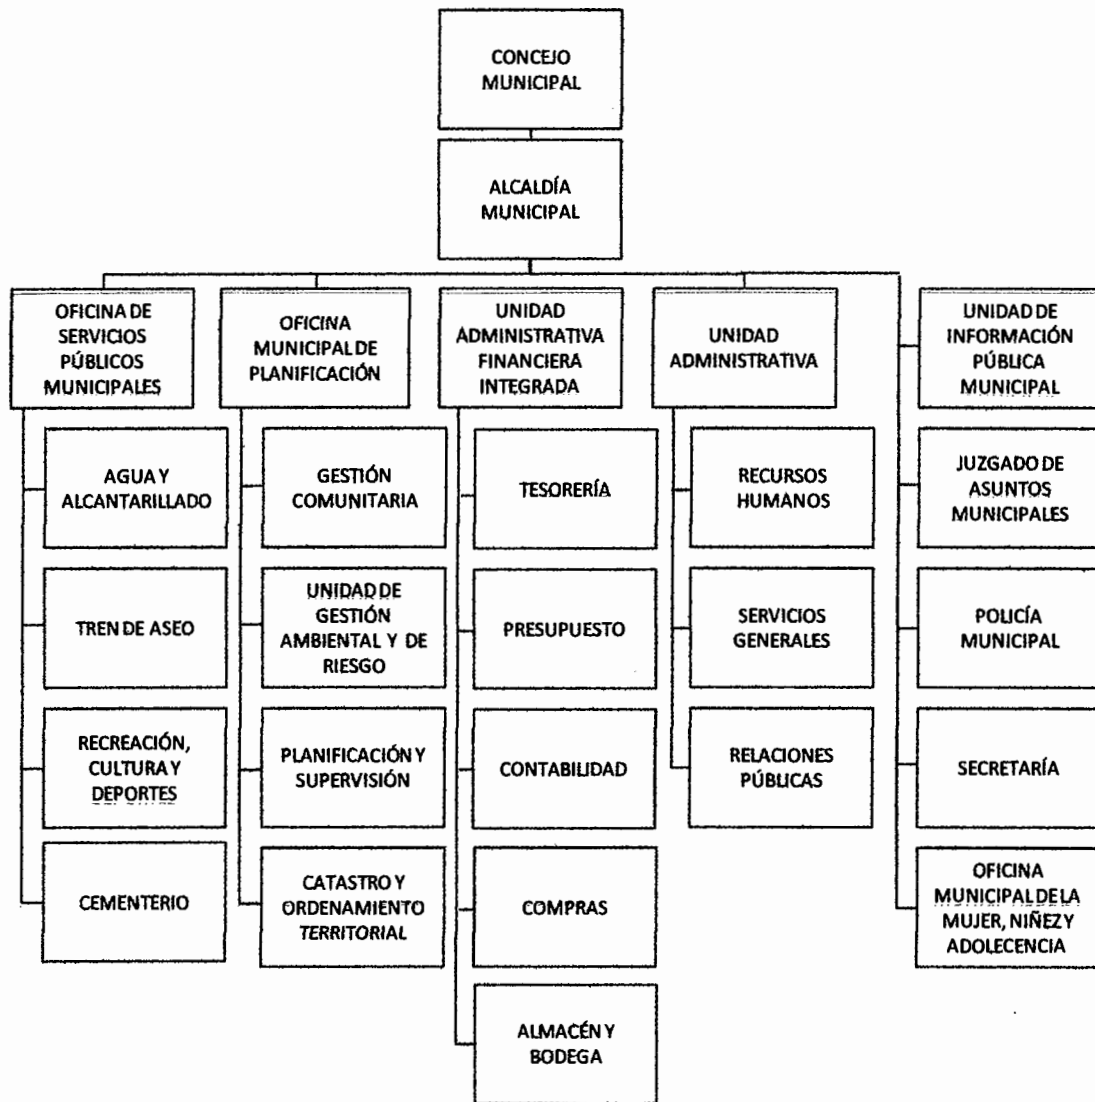 CONCEJO
MUNICIPAL
ALCALDÍA
MUNICIPAL
OFICINA DE
SERVICIOS
PÚBLICOS
MUNICIPALES
AGUA Y
ALCANTARILLADO
TREN DE ASEO
RECREACIÓN,
CULTURA Y
DEPORTES
CEMENTERIO
OFICINA
MUNICIPAL DE
PLANIFICACIÓN
GESTIÓN
COMUNITARIA
UNIDAD DE
GESTIÓN
AMBIENTAL Y DE
RIESGO
PLANIFICACIÓN Y
SUPERVISIÓN
CATASTRO Y
ORDENAMIENTO
TERRITORIAL
UNIDAD
ADMINISTRATIVA
FINANCIERA
INTEGRADA
TESORERÍA
PRESUPUESTO
CONTABILIDAD
COMPRAS
ALMACÉN Y
BODEGA
UNIDAD
ADMINISTRATIVA
RECURSOS
HUMANOS
SERVICIOS
GENERALES
RELACIONES
PÚBLICAS
UNIDAD DE
INFORMACIÓN
PÚBLICA
MUNICIPAL
JUZGADO DE
ASUNTOS
MUNICIPALES
POLICÍA
MUNICIPAL
SECRETARÍA
OFICINA
MUNICIPAL DE LA
MUJER, NIÑEZ Y
ADOLECENCIA